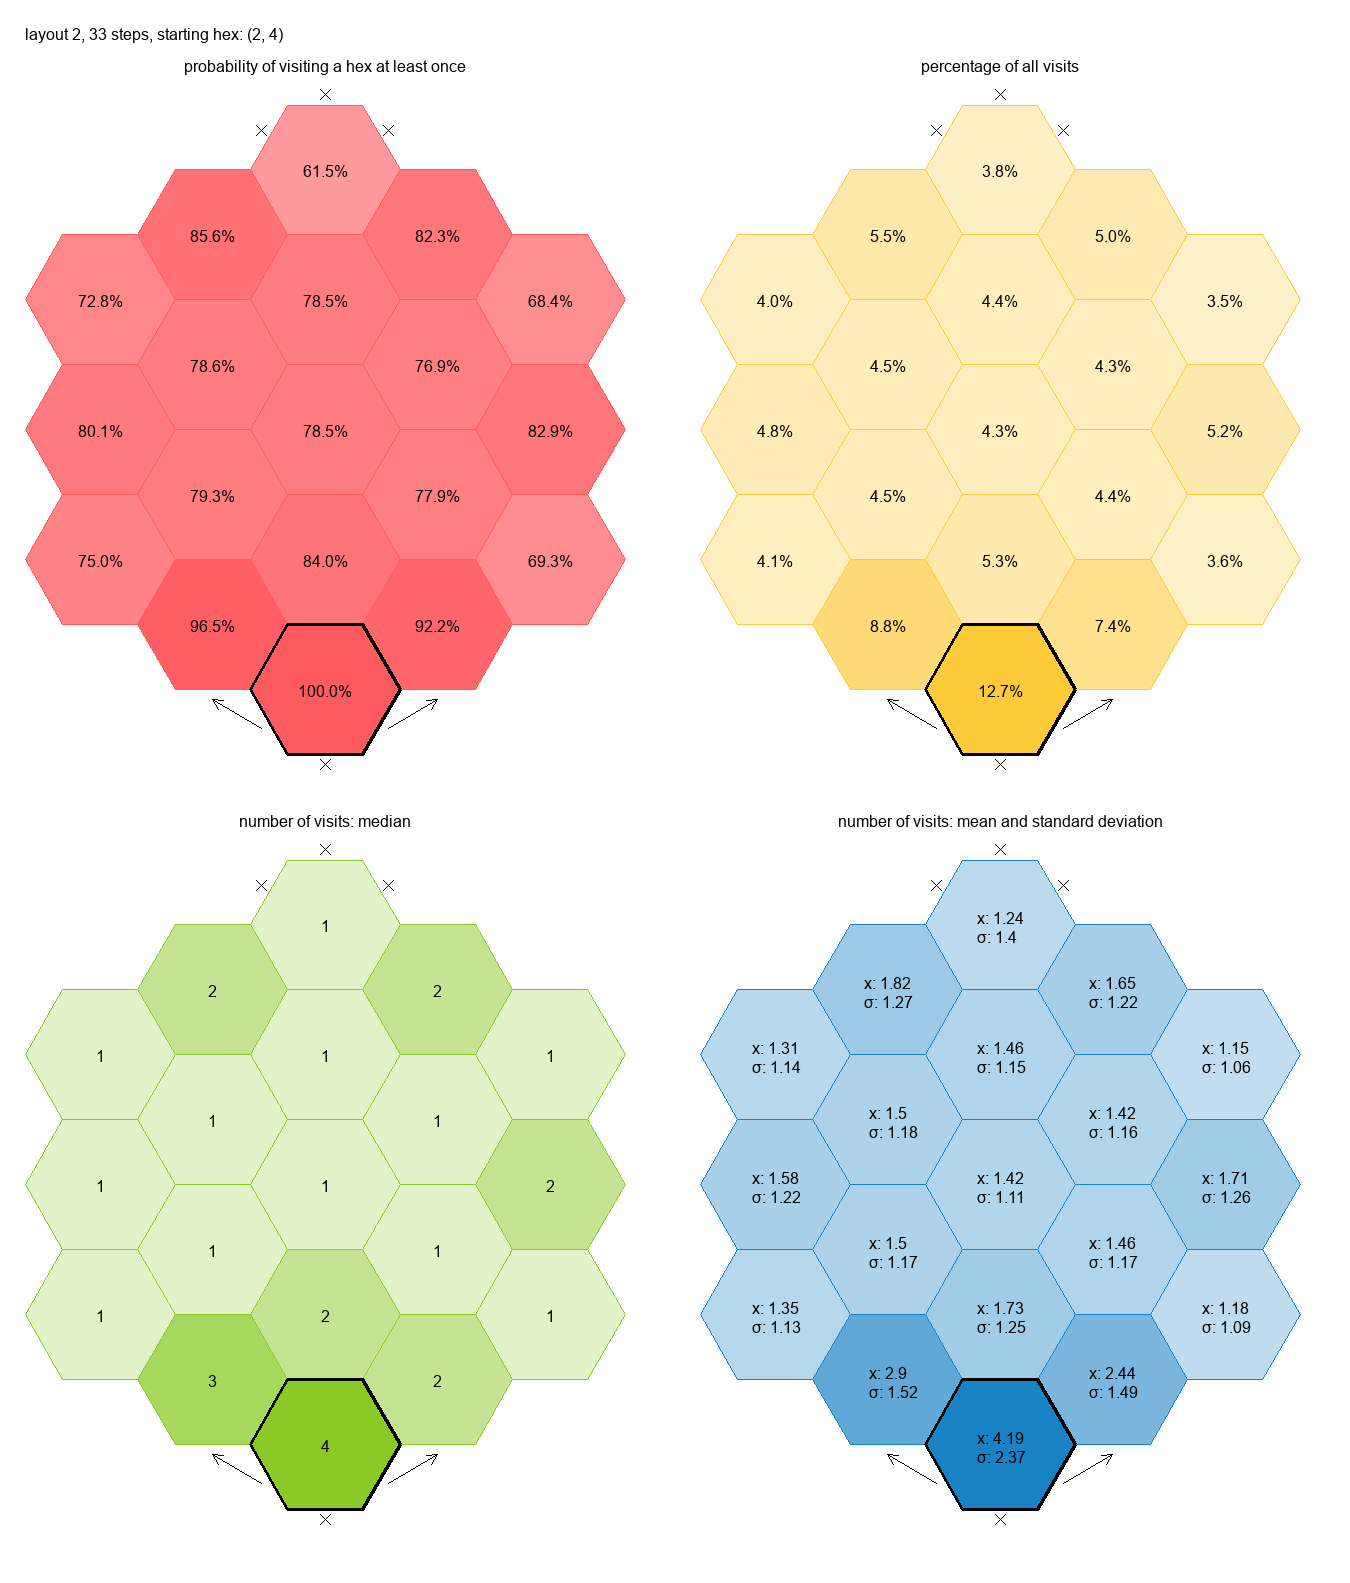 layout 2, 33 steps, starting hex: (2, 4)
probability of visiting a hex at least once
61.5%
85.6%
82.3%
72.8%
78.5%
68.4%
78.6%
76.9%
80.1%
78.5%
82.9%
79.3%
77.9%
75.0%
84.0%
69.3%
96.5%
92.2%
100.0%
percentage of all visits
3.8%
5.5%
5.0%
4.0%
4.4%
3.5%
4.5%
4.3%
4.8%
4.3%
5.2%
4.5%
4.4%
4.1%
5.3%
3.6%
8.8%
7.4%
12.7%
number of visits: median
1
2
2
1
1
1
1
1
1
1
2
1
1
1
2
1
3
2
4
number of visits: mean and standard deviation
x: 1.24
σ: 1.4
x: 1.82
σ: 1.27
x: 1.65
σ: 1.22
x: 1.31
σ: 1.14
x: 1.46
σ: 1.15
x: 1.15
σ: 1.06
x: 1.5
σ: 1.18
x: 1.42
σ: 1.16
x: 1.58
σ: 1.22
x: 1.42
σ: 1.11
x: 1.71
σ: 1.26
x: 1.5
σ: 1.17
x: 1.46
σ: 1.17
x: 1.35
σ: 1.13
x: 1.73
σ: 1.25
x: 1.18
σ: 1.09
x: 2.9
σ: 1.52
x: 2.44
σ: 1.49
x: 4.19
σ: 2.37